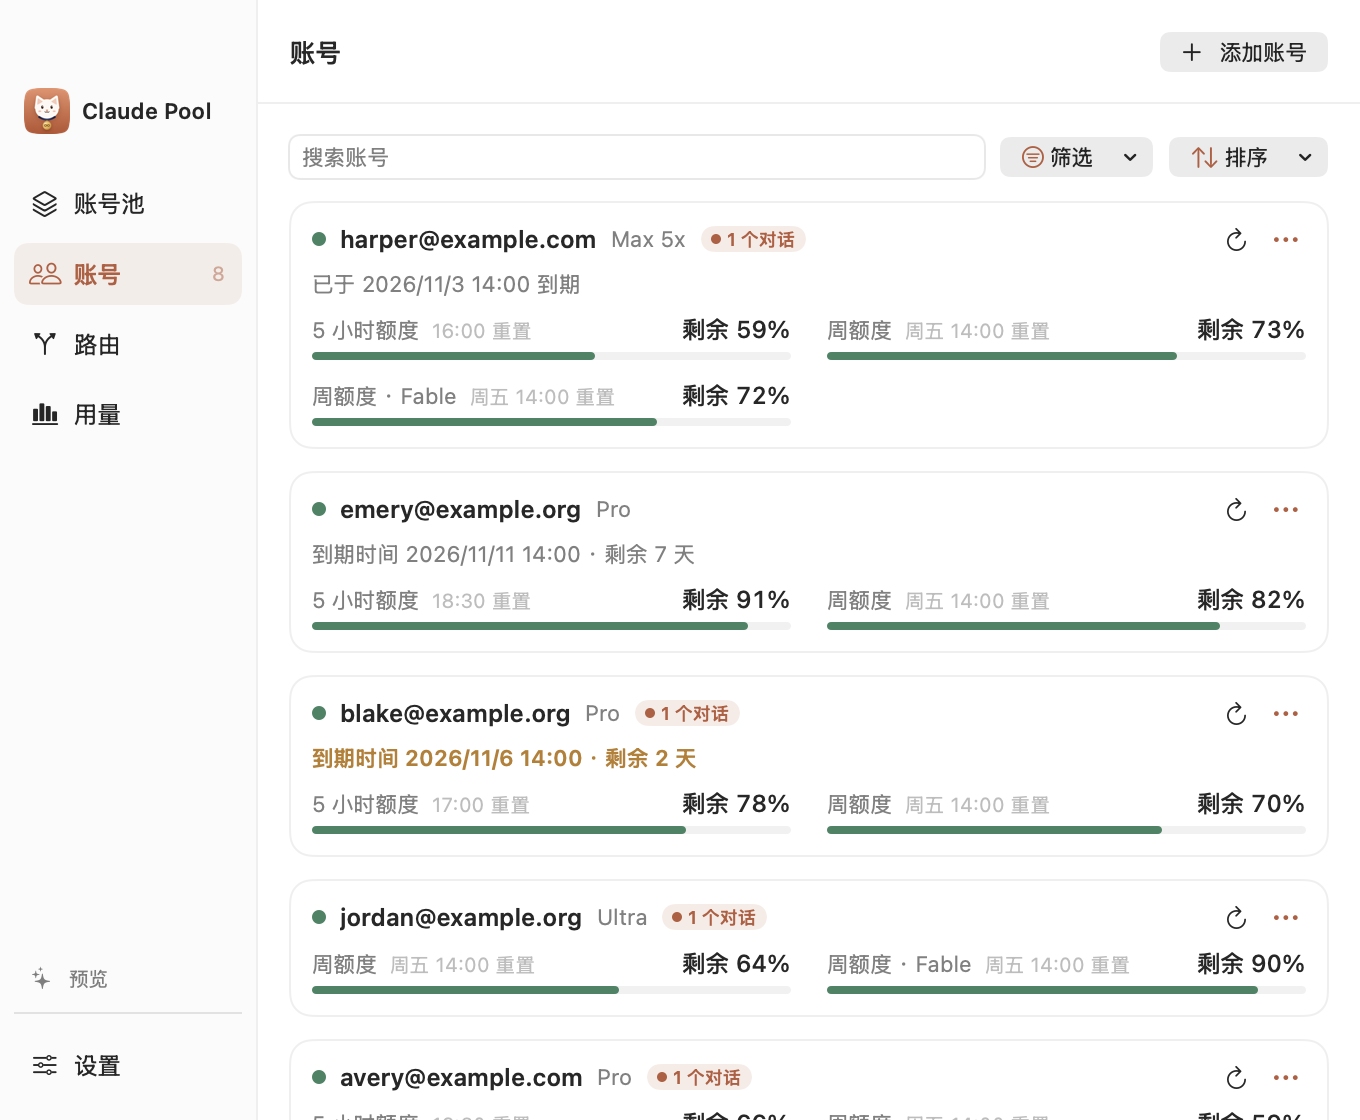 账号
添加账号
Claude Pool
搜索账号
筛选
排序
账号池
账号 8
路由
用量
预览
设置
harper@example.com Max 5x 1 个对话
已于 2026/11/3 14:00 到期
5 小时额度 16:00 重置 剩余 59%
周额度 周五 14:00 重置 剩余 73%
周额度 · Fable 周五 14:00 重置 剩余 72%
emery@example.org Pro
到期时间 2026/11/11 14:00 · 剩余 7 天
5 小时额度 18:30 重置 剩余 91%
周额度 周五 14:00 重置 剩余 82%
blake@example.org Pro 1 个对话
到期时间 2026/11/6 14:00 · 剩余 2 天
5 小时额度 17:00 重置 剩余 78%
周额度 周五 14:00 重置 剩余 70%
jordan@example.org Ultra 1 个对话
周额度 周五 14:00 重置 剩余 64%
周额度 · Fable 周五 14:00 重置 剩余 90%
avery@example.com Pro 1 个对话